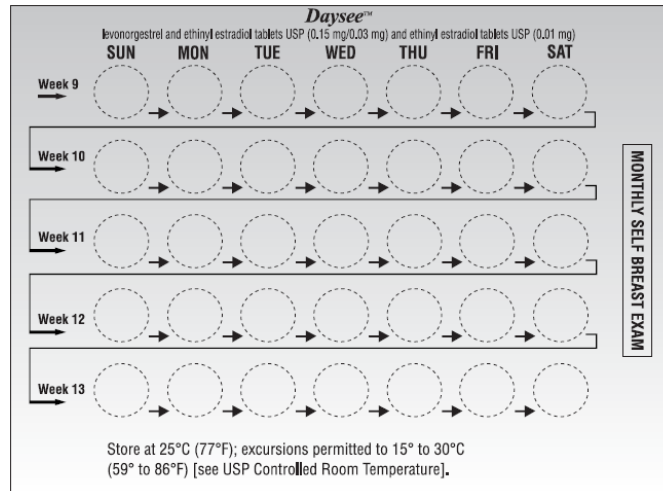 Daysee™
levonorgestrel and ethinyl estradiol tablets USP (0.15 mg/0.03 mg) and ethinyl estradiol tablets USP (0.01 mg)
SUN MON TUE WED THU FRI SAT
Week 9
Week 10
Week 11
Week 12
Week 13
MONTHLY SELF BREAST EXAM
Store at 25°C (77°F); excursions permitted to 15° to 30°C
(59° to 86°F) [see USP Controlled Room Temperature].